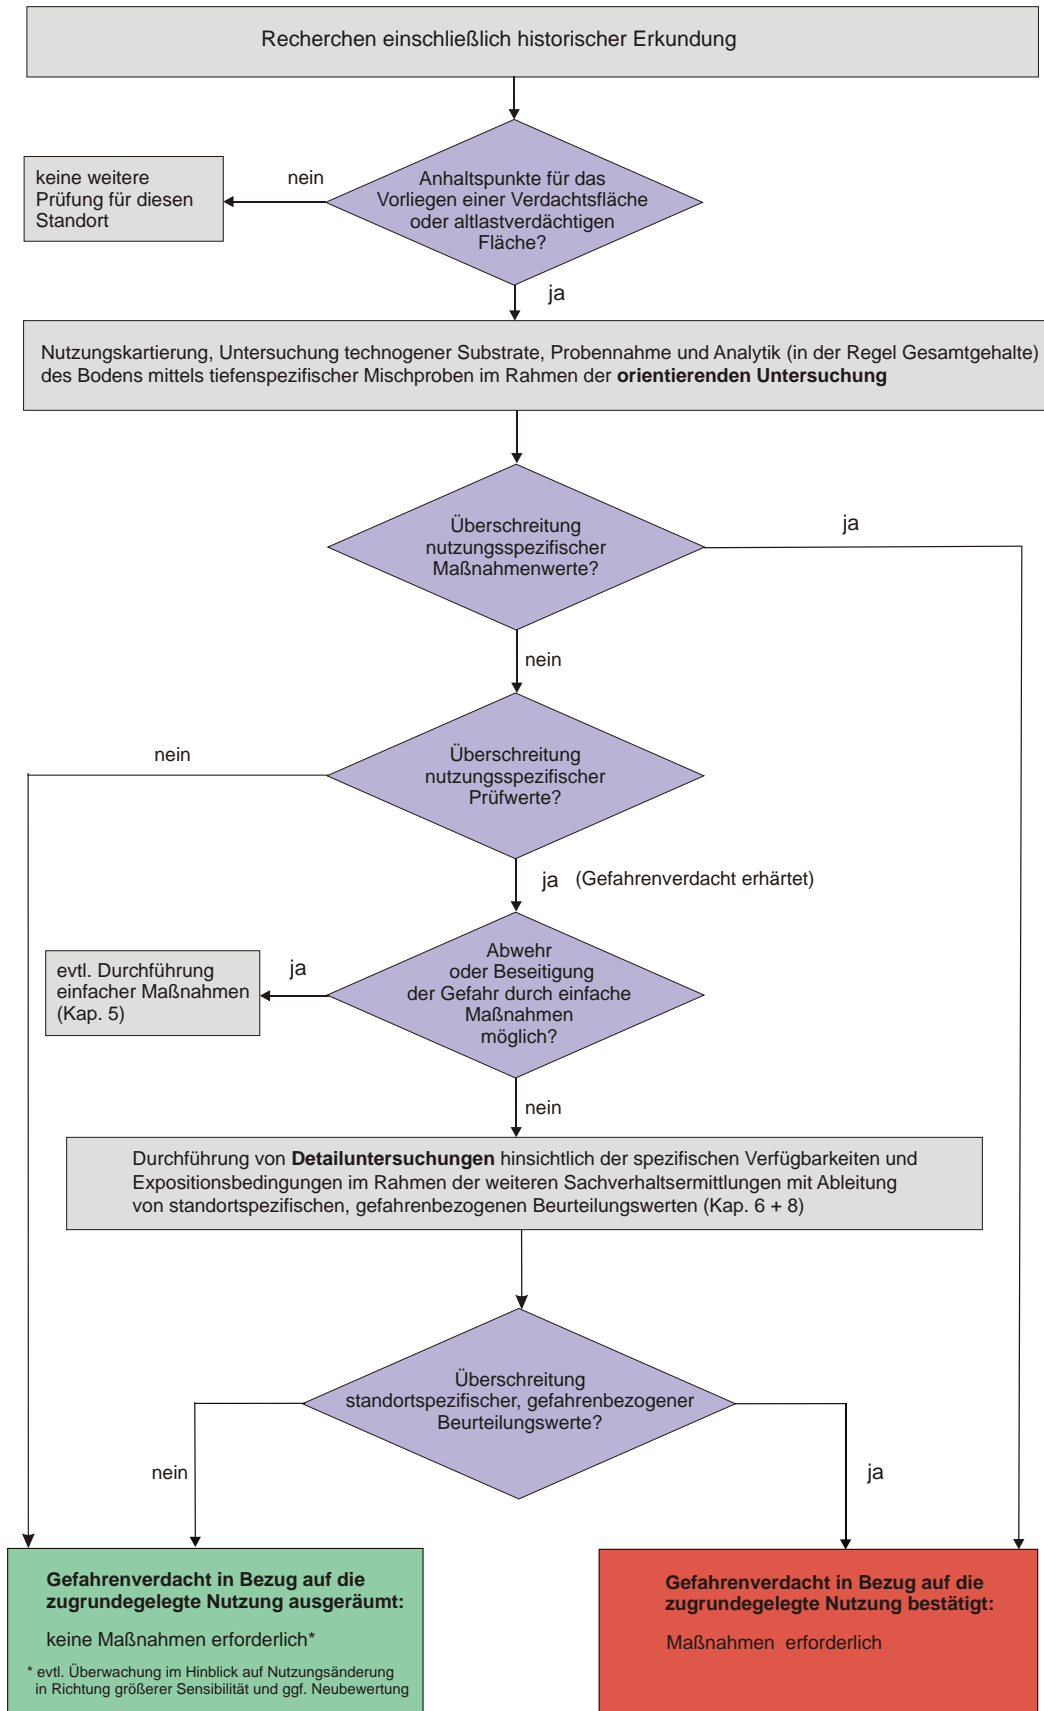 Recherchen einschließlich historischer Erkundung
keine weitere
Prüfung für diesen
Standort
nein
Anhaltspunkte für das
Vorliegen einer Verdachtsfläche
oder altlastverdächtigen
Fläche?
ja
Nutzungskartierung, Untersuchung technogener Substrate, Probennahme und Analytik (in der Regel Gesamtgehalte)
des Bodens mittels tiefenspezifischer Mischproben im Rahmen der orientierenden Untersuchung
Überschreitung
nutzungsspezifischer
Maßnahmenwerte?
ja
nein
nein
Überschreitung
nutzungsspezifischer
Prüfwerte?
ja (Gefahrenverdacht erhärtet)
evtl. Durchführung
einfacher Maßnahmen
(Kap. 5)
ja
Abwehr
oder Beseitigung
der Gefahr durch einfache
Maßnahmen
möglich?
nein
Durchführung von Detailuntersuchungen hinsichtlich der spezifischen Verfügbarkeiten und
Expositionsbedingungen im Rahmen der weiteren Sachverhaltsermittlungen mit Ableitung
von standortspezifischen, gefahrenbezogenen Beurteilungswerten (Kap. 6 + 8)
Überschreitung
standortspezifischer, gefahrenbezogener
Beurteilungswerte?
nein
ja
Gefahrenverdacht in Bezug auf die
zugrundegelegte Nutzung ausgeräumt:
keine Maßnahmen erforderlich*
* evtl. Überwachung im Hinblick auf Nutzungsänderung
in Richtung größerer Sensibilität und ggf. Neubewertung
Gefahrenverdacht in Bezug auf die
zugrundegelegte Nutzung bestätigt:
Maßnahmen erforderlich